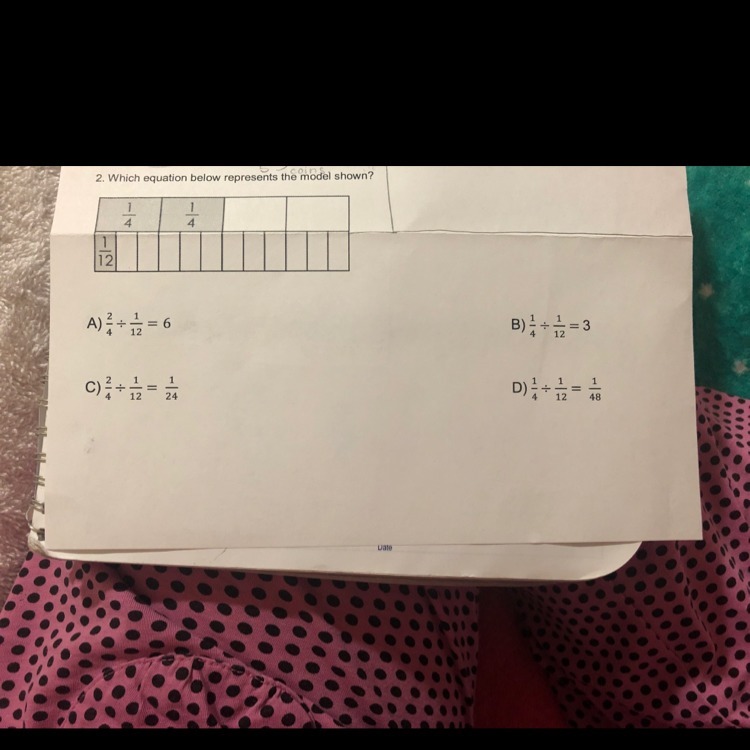 coins
2. Which equation below represents the model shown?
1/4 1/4
1/12
A) 2/4 ÷ 1/12 = 6
B) 1/4 ÷ 1/12 = 3
C) 2/4 ÷ 1/12 = 1/24
D) 1/4 ÷ 1/12 = 1/48
Date